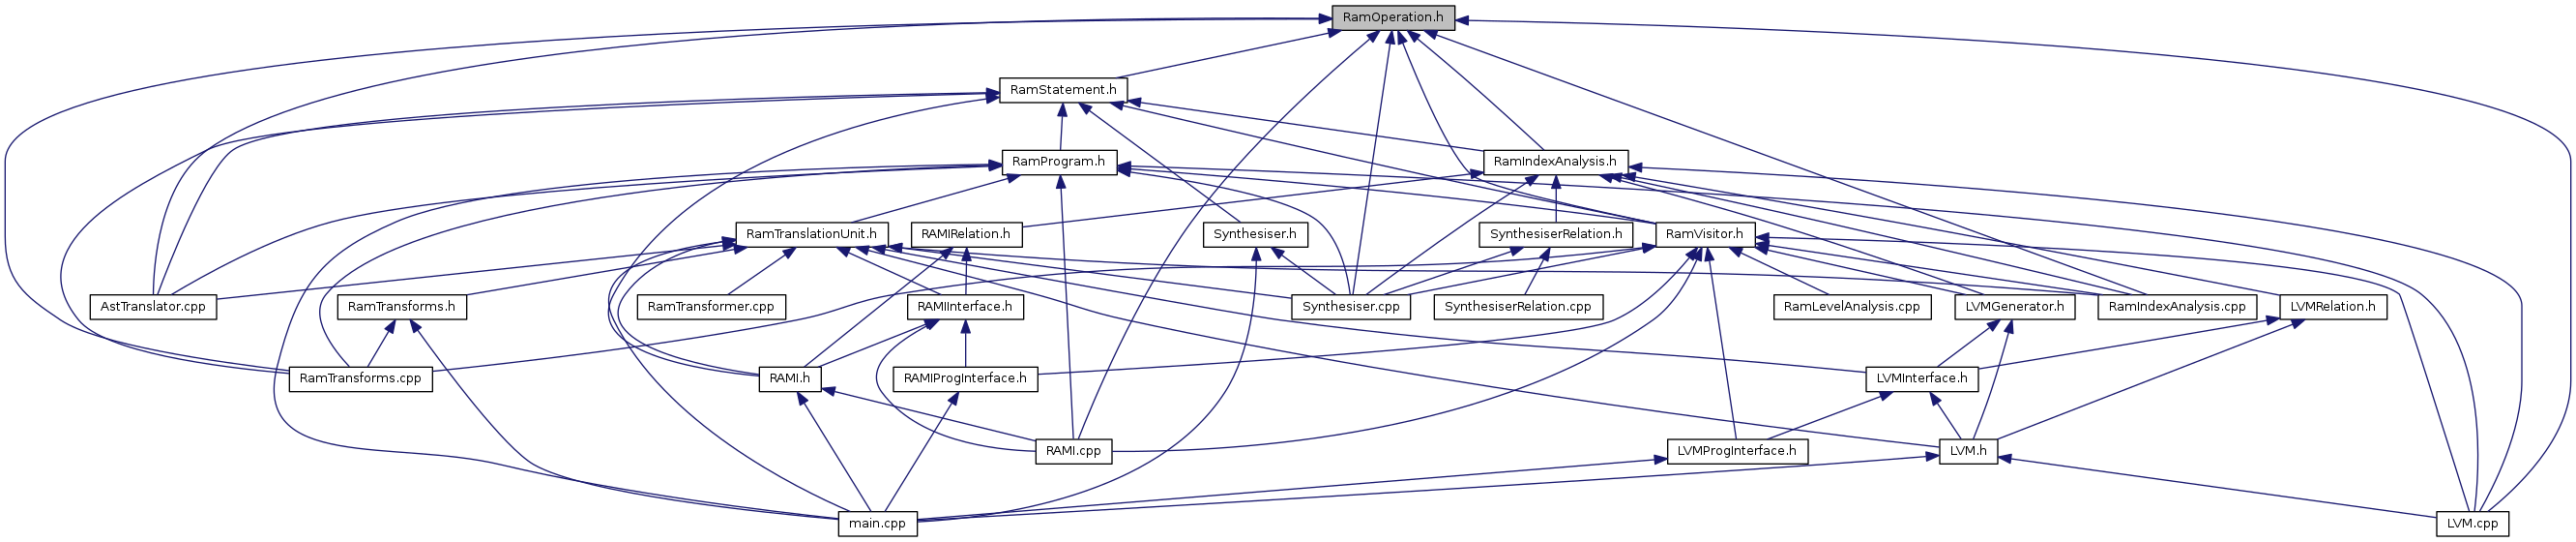 RamOperation.h
RamStatement.h
RamProgram.h
RamIndexAnalysis.h
RamTranslationUnit.h
RAMIRelation.h
Synthesiser.h
SynthesiserRelation.h
RamVisitor.h
AstTranslator.cpp
RamTransforms.h
RamTransformer.cpp
RAMIInterface.h
Synthesiser.cpp
SynthesiserRelation.cpp
RamLevelAnalysis.cpp
LVMGenerator.h
RamIndexAnalysis.cpp
LVMRelation.h
RamTransforms.cpp
RAMI.h
RAMIProgInterface.h
LVMInterface.h
RAMI.cpp
LVMProgInterface.h
LVM.h
main.cpp
LVM.cpp